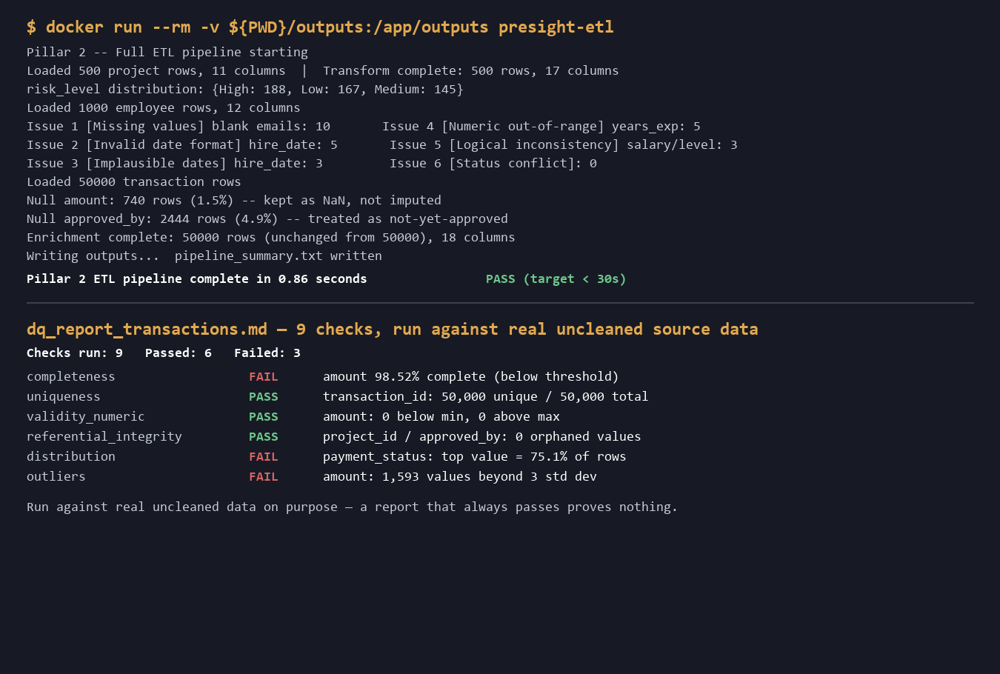 $ docker run --rm -v ${PWD}/outputs:/app/outputs presight-etl
Pillar 2 -- Full ETL pipeline starting
Loaded 500 project rows, 11 columns | Transform complete: 500 rows, 17 columns
risk_level distribution: {High: 188, Low: 167, Medium: 145}
Loaded 1000 employee rows, 12 columns
Issue 1 [Missing values] blank emails: 10 Issue 4 [Numeric out-of-range] years_exp: 5
Issue 2 [Invalid date format] hire_date: 5 Issue 5 [Logical inconsistency] salary/level: 3
Issue 3 [Implausible dates] hire_date: 3 Issue 6 [Status conflict]: 0
Loaded 50000 transaction rows
Null amount: 740 rows (1.5%) -- kept as NaN, not imputed
Null approved_by: 2444 rows (4.9%) -- treated as not-yet-approved
Enrichment complete: 50000 rows (unchanged from 50000), 18 columns
Writing outputs... pipeline_summary.txt written
Pillar 2 ETL pipeline complete in 0.86 seconds PASS (target < 30s)
dq_report_transactions.md — 9 checks, run against real uncleaned source data
Checks run: 9 Passed: 6 Failed: 3
completeness FAIL amount 98.52% complete (below threshold)
uniqueness PASS transaction_id: 50,000 unique / 50,000 total
validity_numeric PASS amount: 0 below min, 0 above max
referential_integrity PASS project_id / approved_by: 0 orphaned values
distribution FAIL payment_status: top value = 75.1% of rows
outliers FAIL amount: 1,593 values beyond 3 std dev
Run against real uncleaned data on purpose — a report that always passes proves nothing.